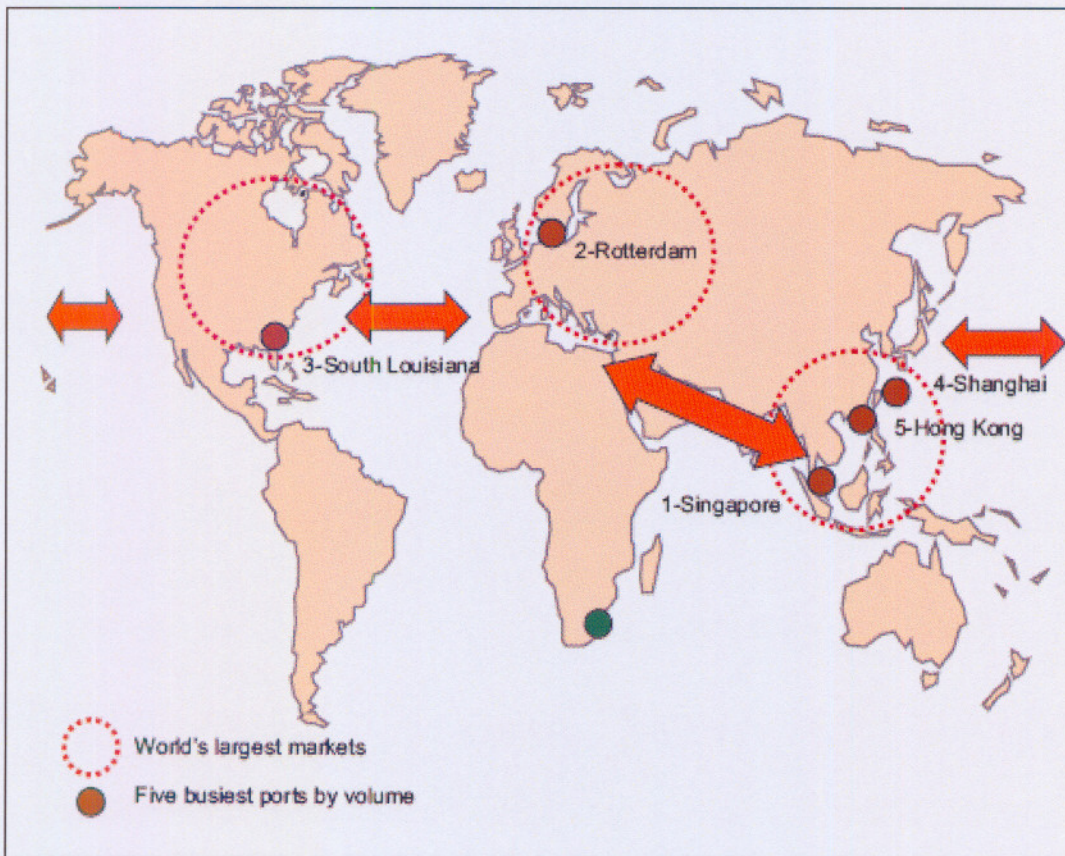 2-Rotterdam
3-South Louisiana
4-Shanghai
5-Hong Kong
1-Singapore
World's largest markets
Five busiest ports by volume